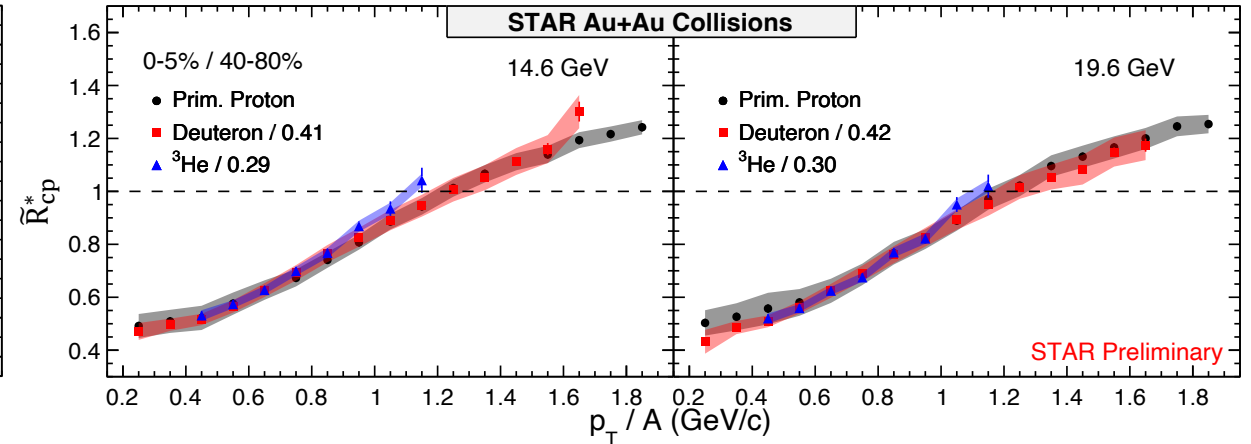 STAR Au+Au Collisions
R̃*cp
1.6
1.4
1.2
1
0.8
0.6
0.4
0-5% / 40-80%
14.6 GeV
Prim. Proton
Deuteron / 0.41
³He / 0.29
19.6 GeV
Prim. Proton
Deuteron / 0.42
³He / 0.30
STAR Preliminary
0.2 0.4 0.6 0.8 1 1.2 1.4 1.6 1.8 0.2 0.4 0.6 0.8 1 1.2 1.4 1.6 1.8
p_T / A (GeV/c)